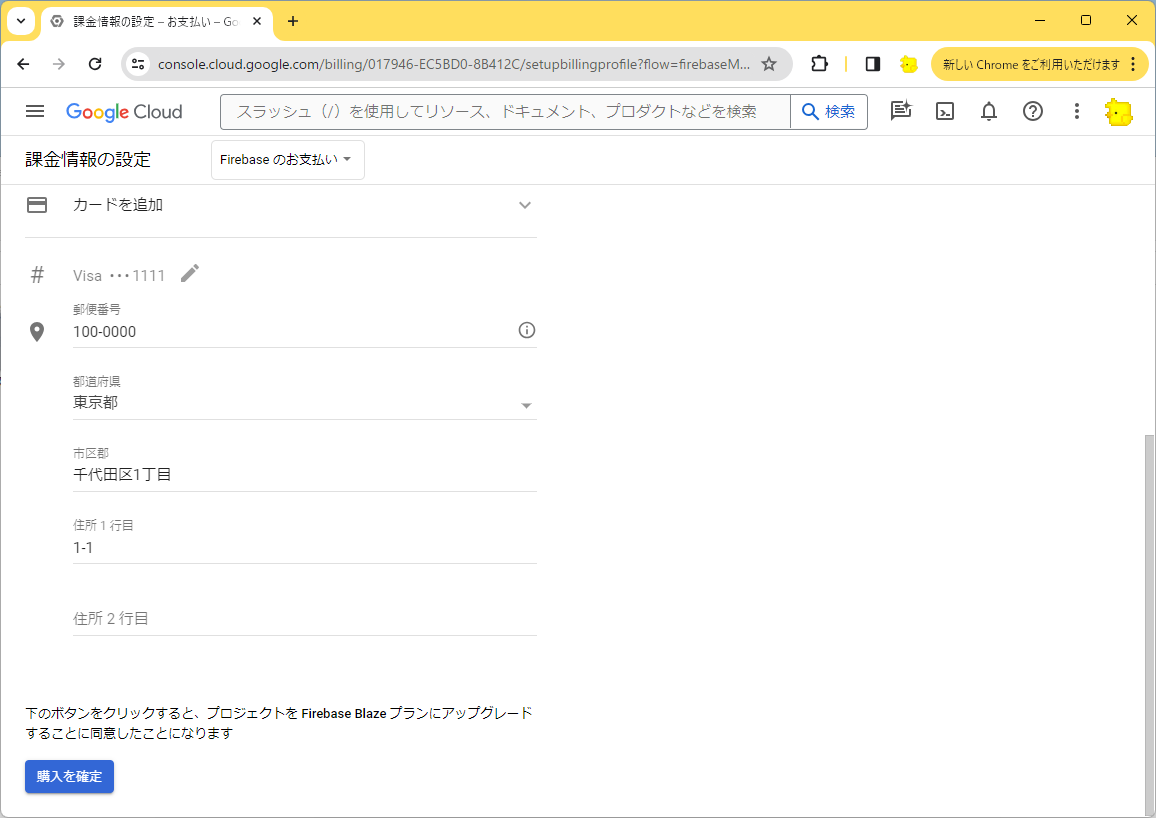 課金情報の設定 – お支払い – Go
console.cloud.google.com/billing/017946-EC5BD0-8B412C/setupbillingprofile?flow=firebaseM...
新しい Chrome をご利用いただけます
Google Cloud
スラッシュ（/）を使用してリソース、ドキュメント、プロダクトなどを検索
検索
課金情報の設定
Firebase のお支払い
カードを追加
# Visa ･･･1111
郵便番号
100-0000
都道府県
東京都
市区郡
千代田区1丁目
住所 1 行目
1-1
住所 2 行目
下のボタンをクリックすると、プロジェクトを Firebase Blaze プランにアップグレード
することに同意したことになります
購入を確定